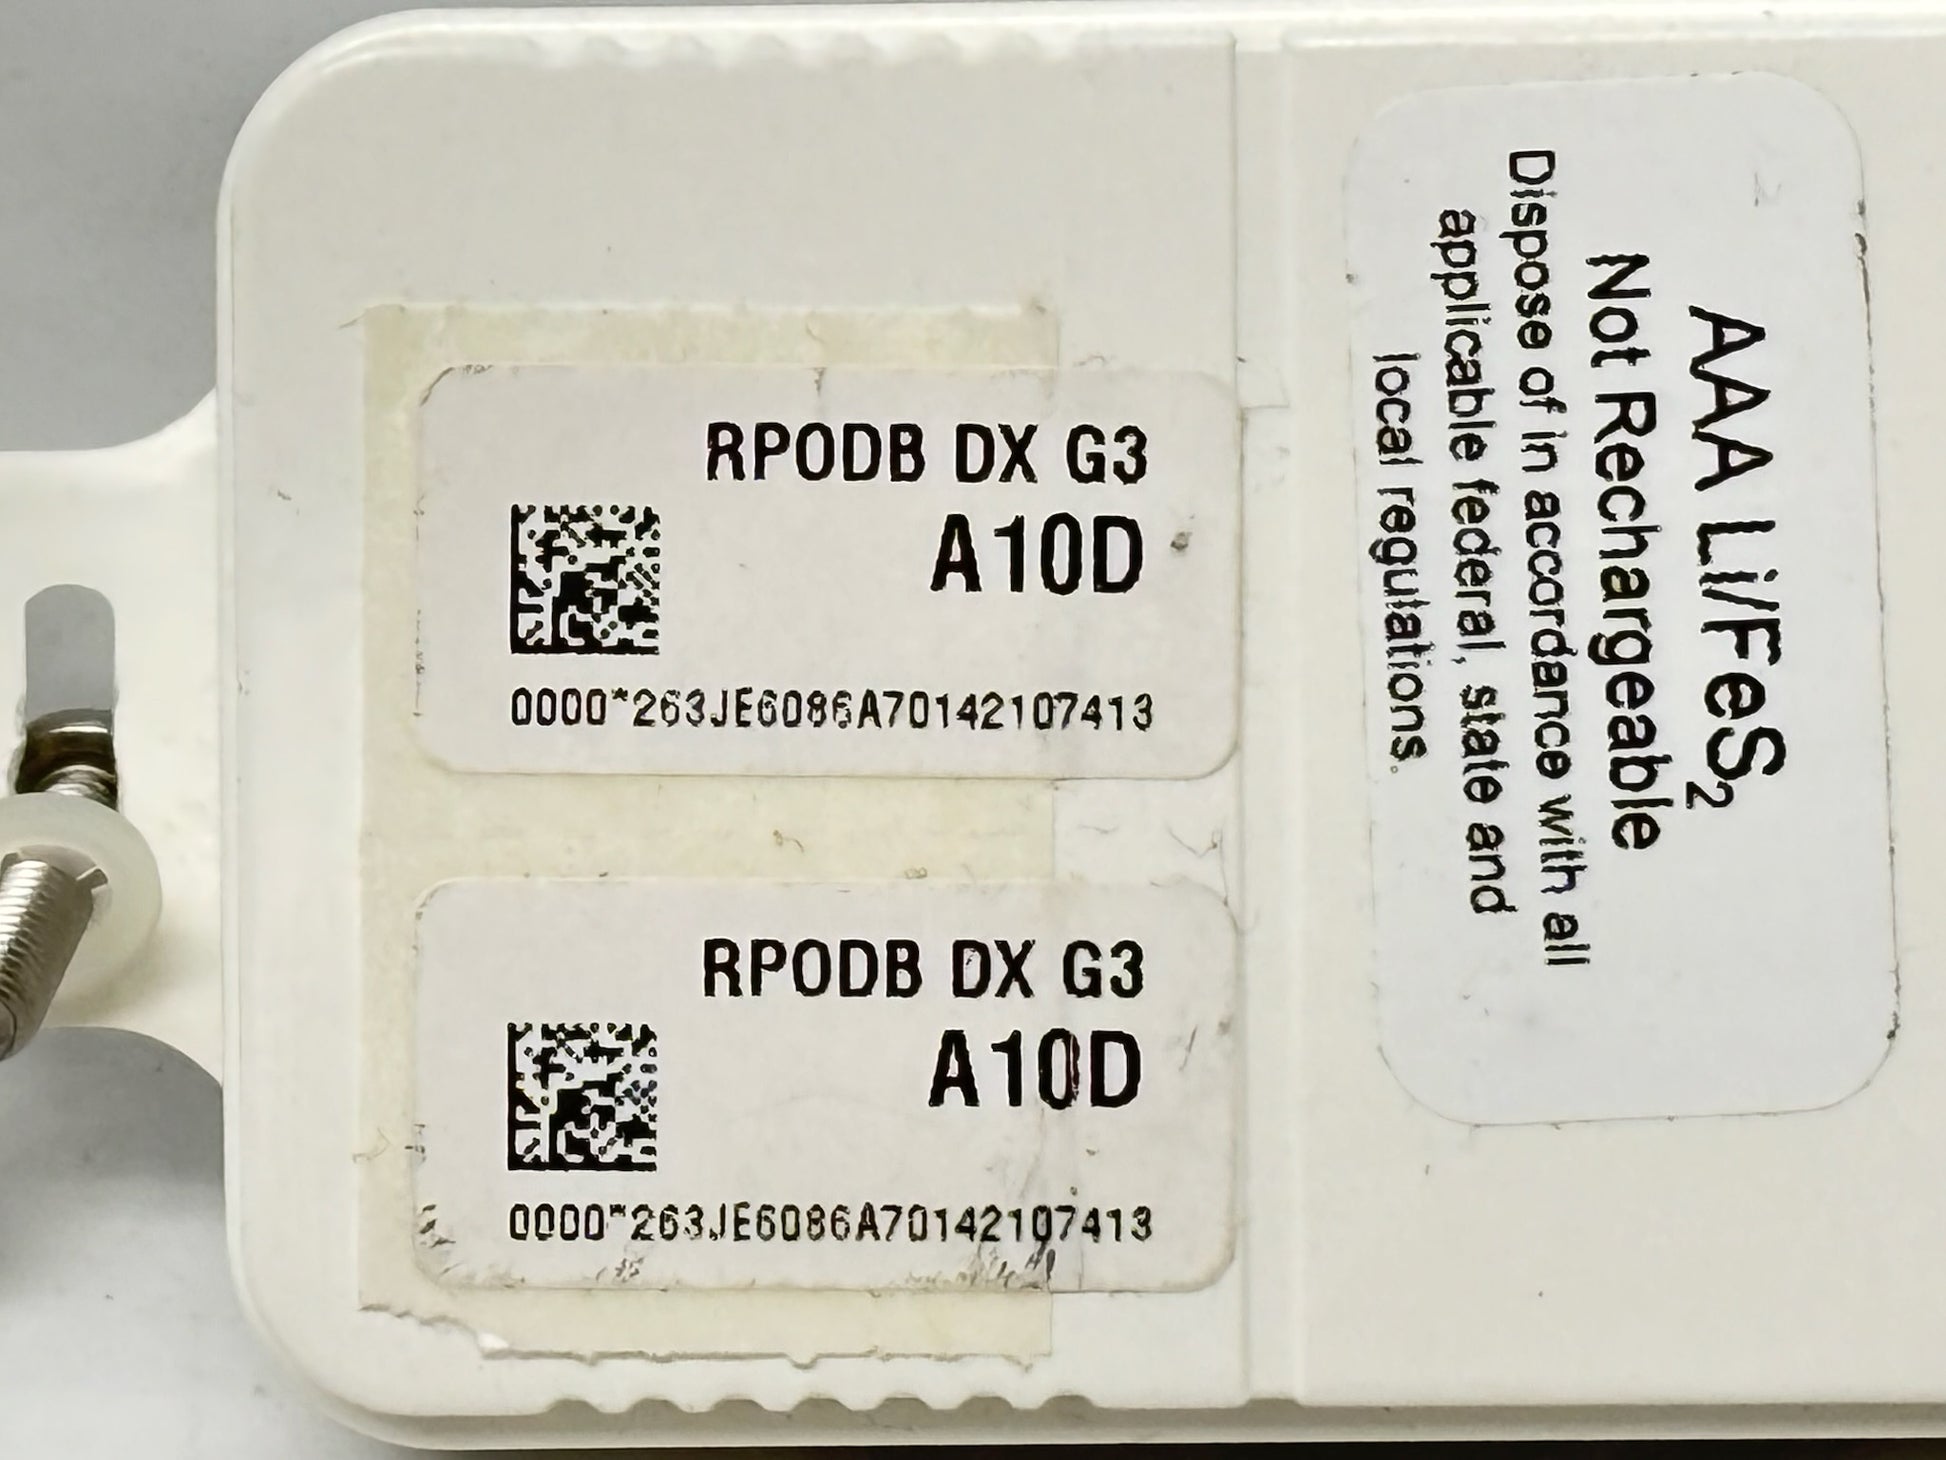 RPODB DX G3
A10D
0000*263JE6086A70142107413
RPODB DX G3
A10D
0000*263JE6086A70142107413
AAA Li/FeS₂
Not Rechargeable
Dispose of in accordance with all
applicable federal, state and
local regulations.